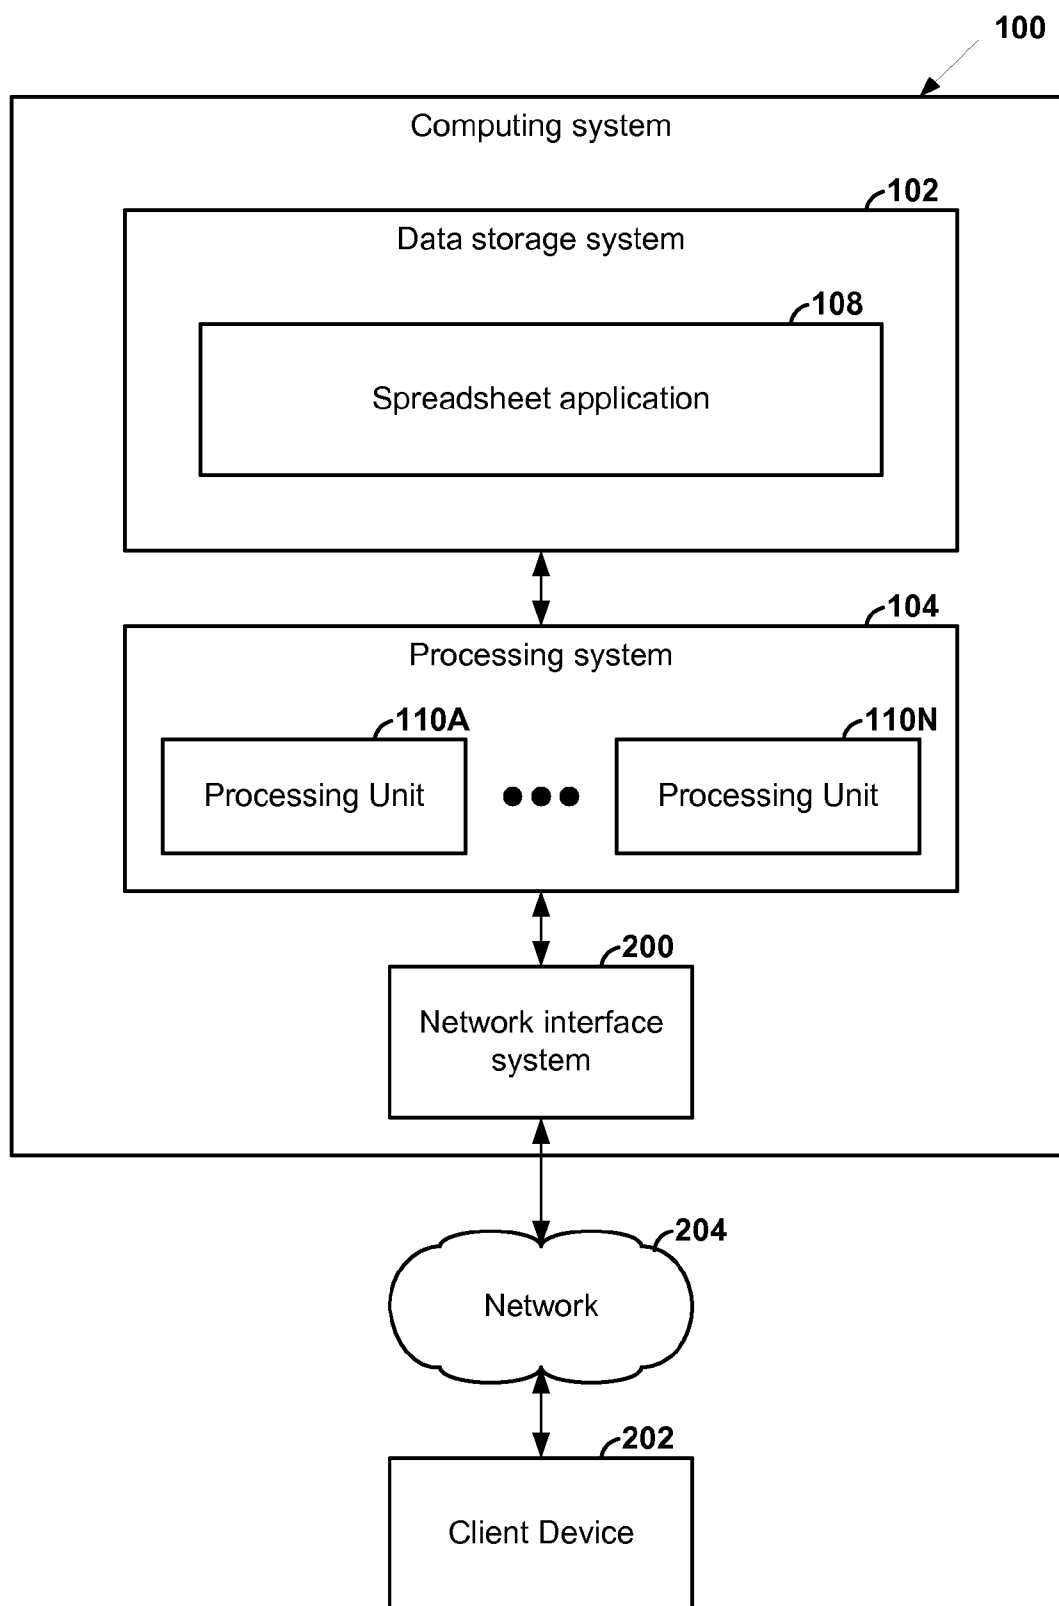 100
Computing system
102
Data storage system
108
Spreadsheet application
104
Processing system
110A
110N
Processing Unit
Processing Unit
200
Network interface
system
204
Network
202
Client Device